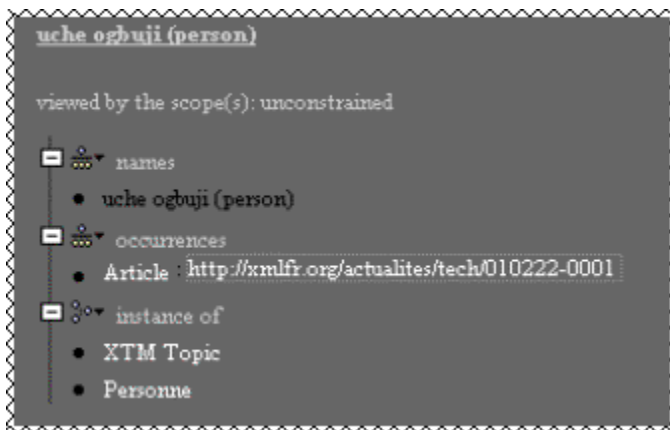 uche ogbuji (person)
viewed by the scope(s): unconstrained
names
uche ogbuji (person)
occurrences
Article : http://xmlfr.org/actualites/tech/010222-0001
instance of
XTM Topic
Personne